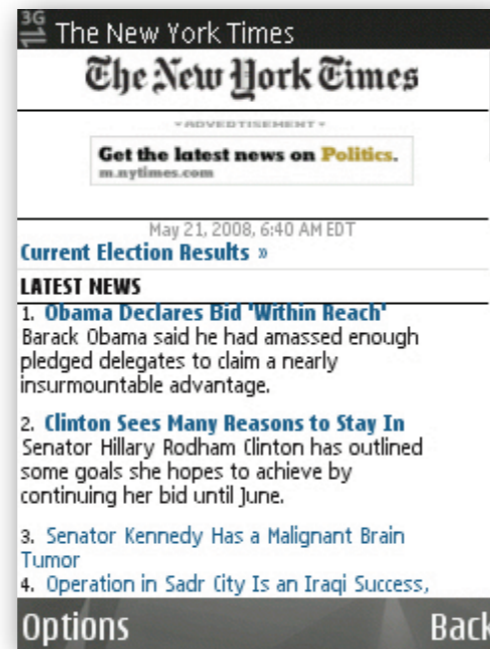 3G
The New York Times
The New York Times
- ADVERTISEMENT -
Get the latest news on Politics.
m.nytimes.com
May 21, 2008, 6:40 AM EDT
Current Election Results »
LATEST NEWS
1. Obama Declares Bid 'Within Reach'
Barack Obama said he had amassed enough
pledged delegates to claim a nearly
insurmountable advantage.
2. Clinton Sees Many Reasons to Stay In
Senator Hillary Rodham Clinton has outlined
some goals she hopes to achieve by
continuing her bid until June.
3. Senator Kennedy Has a Malignant Brain
Tumor
4. Operation in Sadr City Is an Iraqi Success,
Options Back